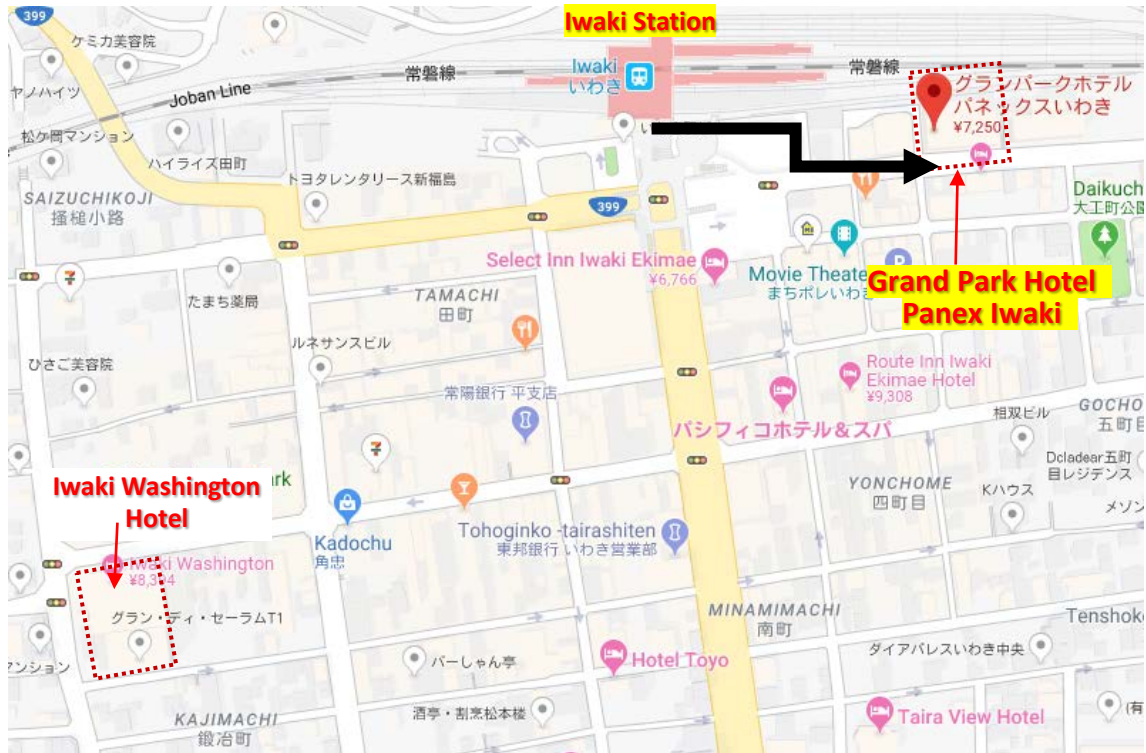 399
ケミカ美容院
Iwaki Station
常磐線
Iwaki
いわき
常磐線
グランパークホテル
パネックスいわき
¥7,250
ヤノハイツ
Joban Line
松ケ岡マンション
ハイライズ田町
トヨタレンタリース新福島
SAIZUCHIKOJI
掻槌小路
399
Daikuch
大工町公園
Select Inn Iwaki Ekimae
¥6,766
Movie Theate
まちポレいわき
P
Grand Park Hotel
Panex Iwaki
たまち薬局
TAMACHI
田町
ルネサンスビル
ひさご美容院
常陽銀行 平支店
Route Inn Iwaki
Ekimae Hotel
¥9,308
パシフィコホテル&スパ
相双ビル
GOCHO
五町目
Dcladear五町
目レジデンス
YONCHOME
四町目
Kハウス
メゾン
Iwaki Washington
Hotel
rk
Kadochu
角忠
Tohoginko -tairashiten
東邦銀行 いわき営業部
Iwaki Washington
グラン・ディ・セーラムT1
MINAMIMACHI
南町
Tenshok
ダイアパレスいわき中央
マンション
バーしゃん亭
Hotel Toyo
KAJIMACHI
鍛冶町
酒亭・割烹松本楼
Taira View Hotel
(有